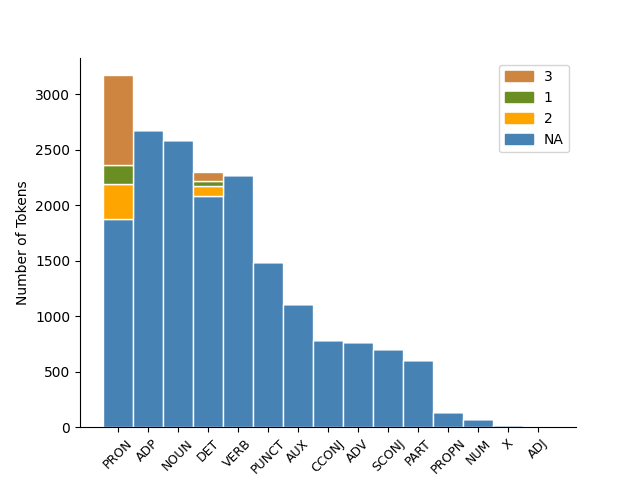 3
1
2
NA
3000
2500
2000
1500
1000
500
0
Number of Tokens
PRON
ADP
NOUN
DET
VERB
PUNCT
AUX
CCONJ
ADV
SCONJ
PART
PROPN
NUM
X
ADJ